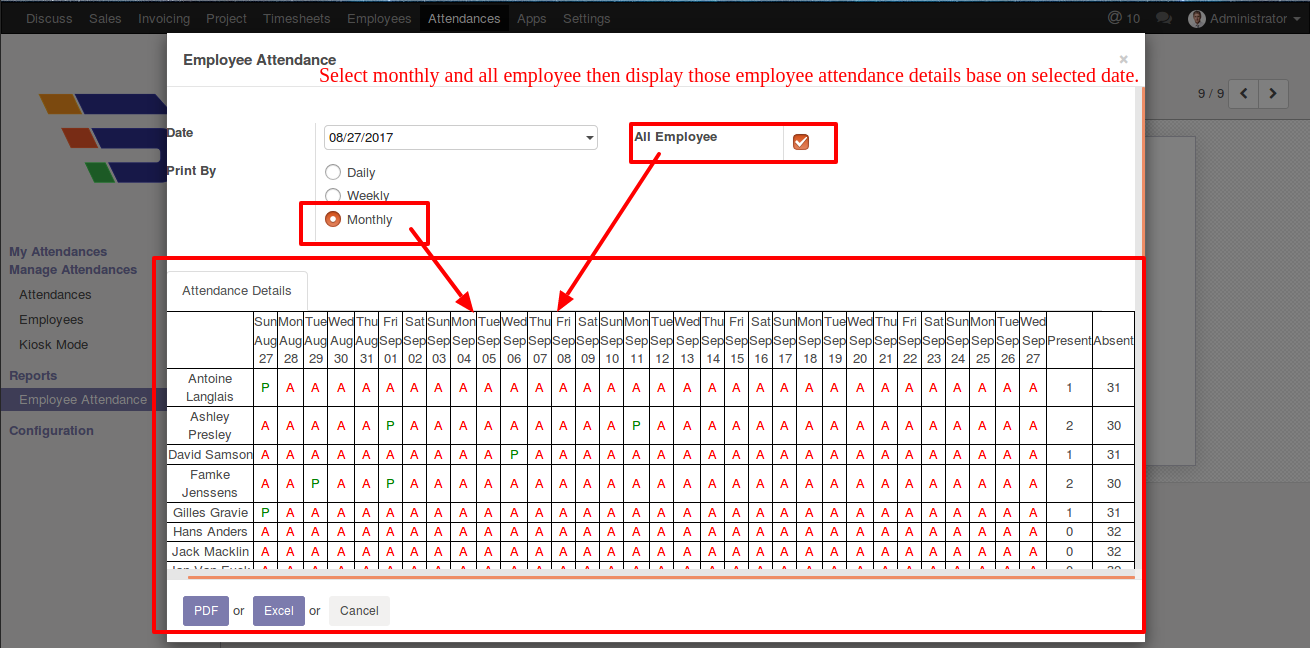 Discuss Sales Invoicing Project Timesheets Employees Attendances Apps Settings @ 10 Administrator
Employee Attendance ×
Select monthly and all employee then display those employee attendance details base on selected date.
9 / 9
Date 08/27/2017 All Employee
Print By Daily
Weekly
Monthly
My Attendances
Manage Attendances
Attendances
Employees
Kiosk Mode
Reports
Employee Attendance
Configuration
Attendance Details
Sun Mon Tue Wed Thu Fri Sat Sun Mon Tue Wed Thu Fri Sat Sun Mon Tue Wed Thu Fri Sat Sun Mon Tue Wed Thu Fri Sat Sun Mon Tue Wed
Aug Aug Aug Aug Aug Sep Sep Sep Sep Sep Sep Sep Sep Sep Sep Sep Sep Sep Sep Sep Sep Sep Sep Sep Sep Sep Sep Sep Sep Sep Sep Sep Present Absent
27 28 29 30 31 01 02 03 04 05 06 07 08 09 10 11 12 13 14 15 16 17 18 19 20 21 22 23 24 25 26 27
Antoine
Langlais P A A A A A A A A A A A A A A A A A A A A A A A A A A A A A A A 1 31
Ashley
Presley A A A A A P A A A A A A A A A P A A A A A A A A A A A A A A A A 2 30
David Samson A A A A A A A A A A P A A A A A A A A A A A A A A A A A A A A A 1 31
Famke
Jenssens A A P A A P A A A A A A A A A A A A A A A A A A A A A A A A A A 2 30
Gilles Gravie P A A A A A A A A A A A A A A A A A A A A A A A A A A A A A A A 1 31
Hans Anders A A A A A A A A A A A A A A A A A A A A A A A A A A A A A A A A 0 32
Jack Macklin A A A A A A A A A A A A A A A A A A A A A A A A A A A A A A A A 0 32
PDF or Excel or Cancel